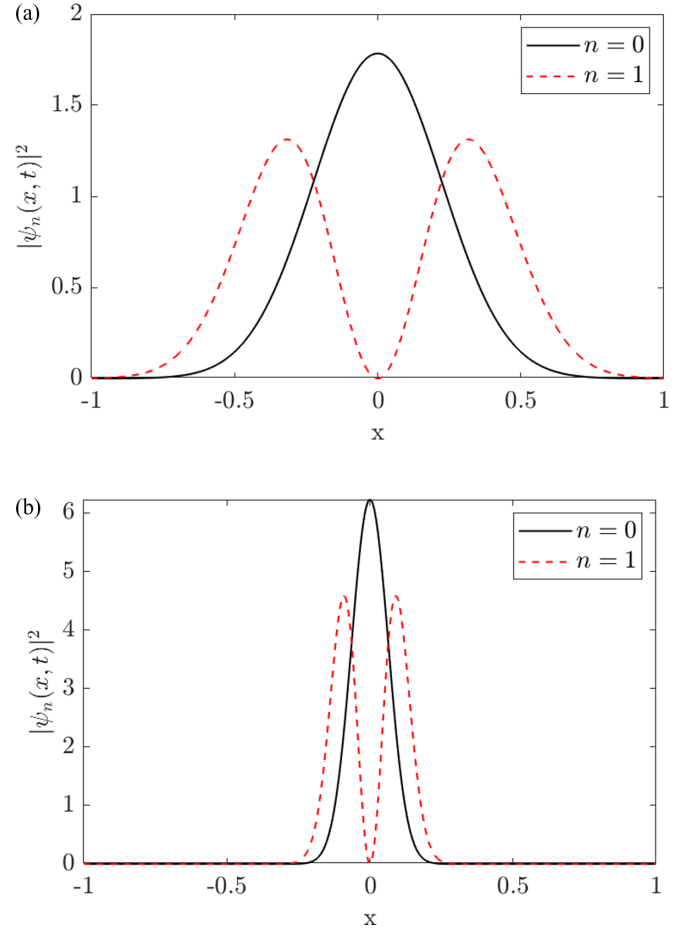 (a)
2
1.5
1
0.5
0
|ψₙ(x, t)|²
n = 0
n = 1
-1 -0.5 0 0.5 1
x
(b)
6
5
4
3
2
1
0
|ψₙ(x, t)|²
n = 0
n = 1
-1 -0.5 0 0.5 1
x